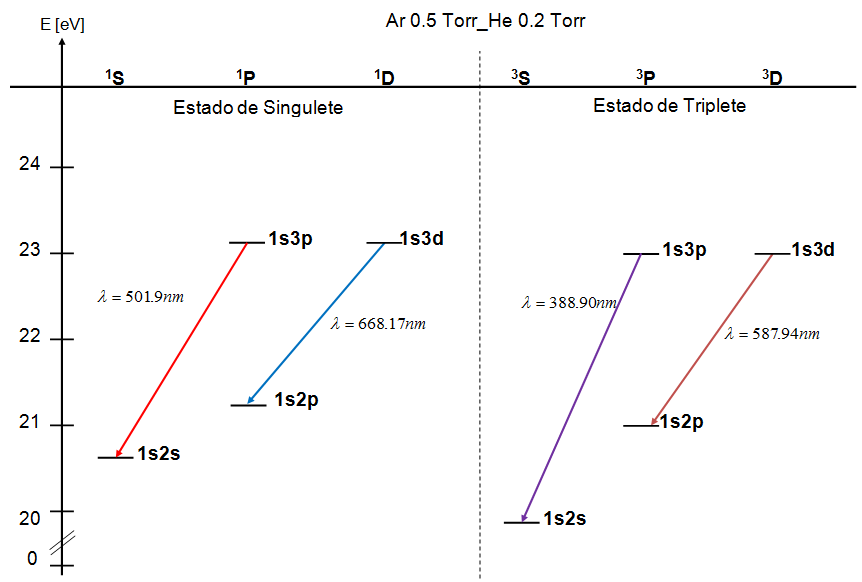 Ar 0.5 Torr_He 0.2 Torr
E [eV]
¹S ¹P ¹D ³S ³P ³D
Estado de Singulete Estado de Triplete
24
23
22
21
20
0
1s3p 1s3d 1s3p 1s3d
λ = 501.9nm
λ = 668.17nm
λ = 388.90nm
λ = 587.94nm
1s2p 1s2p
1s2s
1s2s